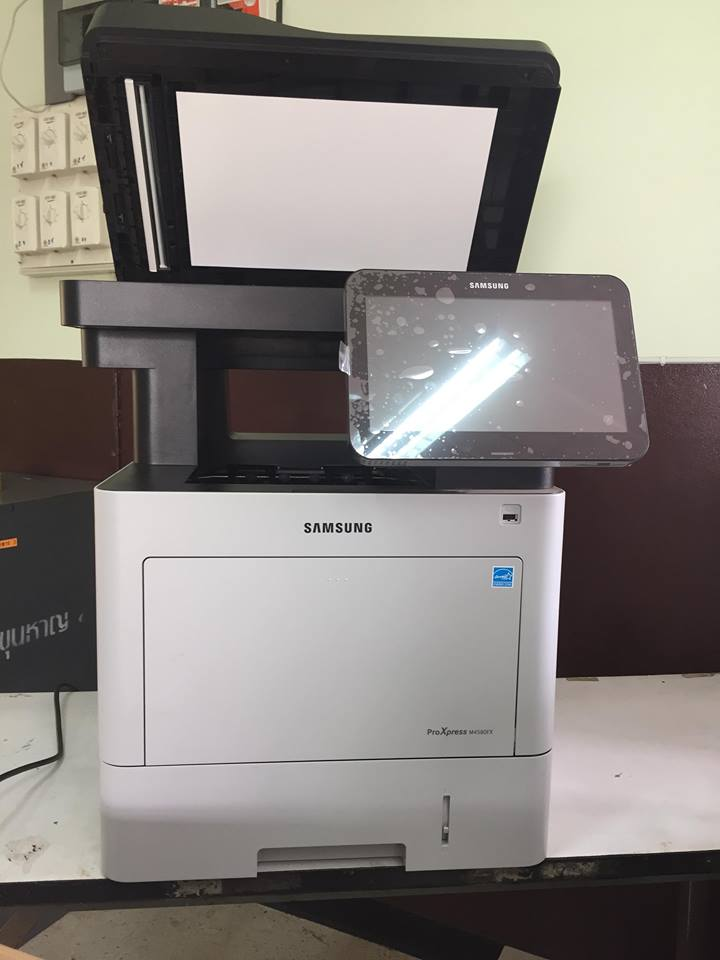 SAMSUNG
SAMSUNG
ProXpress M4580FX
ขุนหาญ